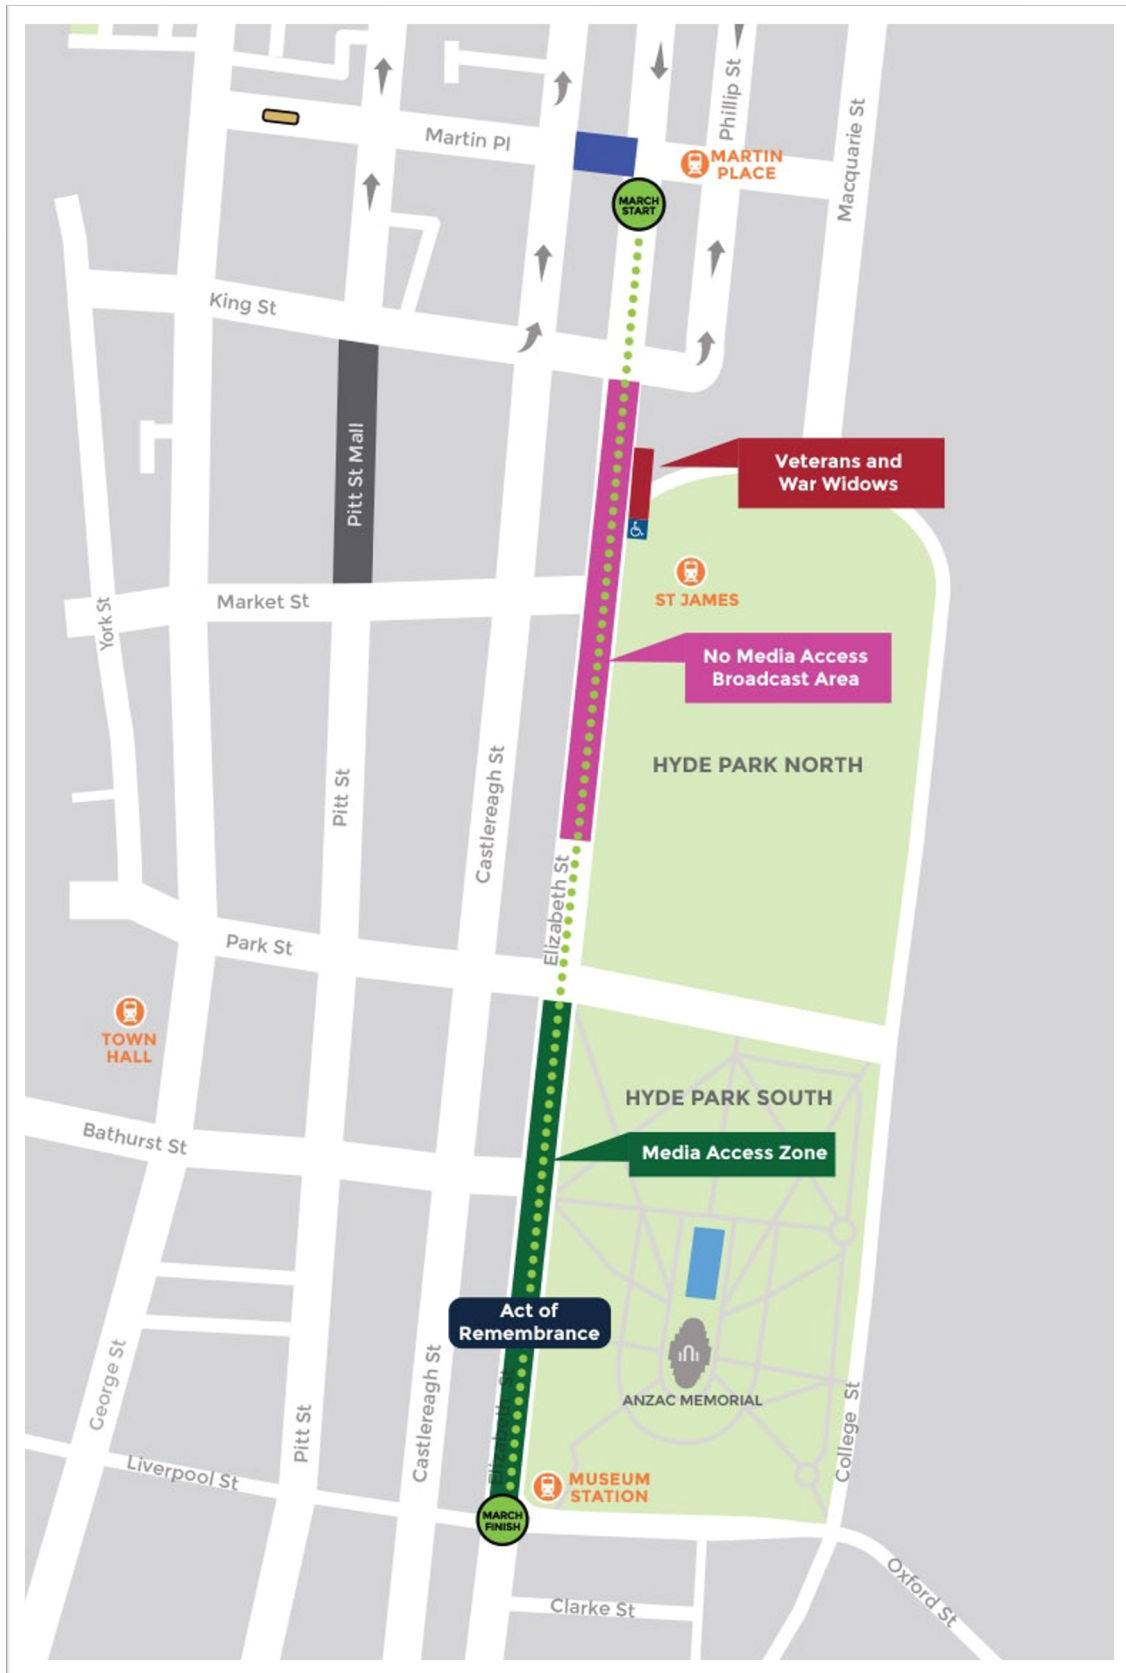 Phillip St
Macquarie St
Martin Pl
MARTIN
PLACE
MARCH
START
King St
Pitt St Mall
Veterans and
War Widows
ST JAMES
Market St
York St
No Media Access
Broadcast Area
HYDE PARK NORTH
Pitt St
Castlereagh St
Elizabeth St
Park St
TOWN
HALL
HYDE PARK SOUTH
Bathurst St
Media Access Zone
Act of
Remembrance
George St
Castlereagh St
Elizabeth St
ANZAC MEMORIAL
College St
Pitt St
Liverpool St
MUSEUM
STATION
MARCH
FINISH
Oxford St
Clarke St